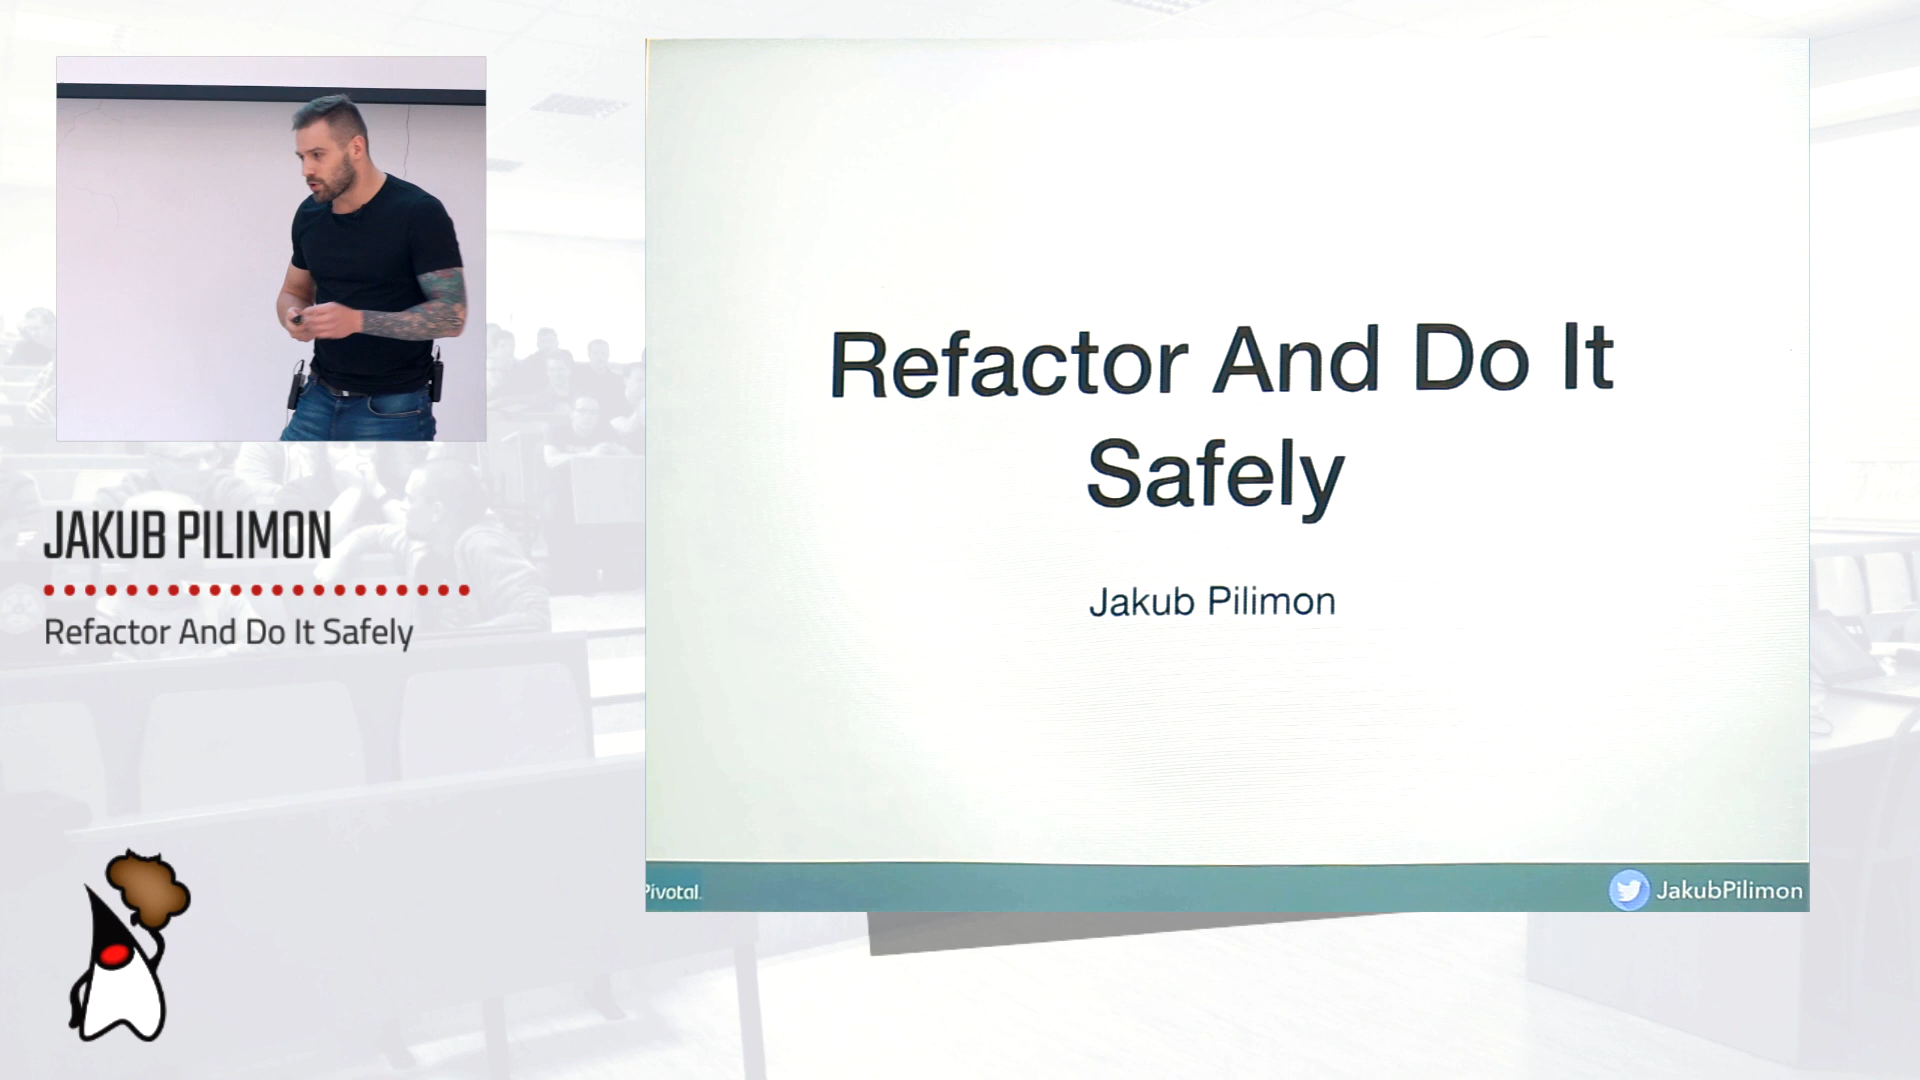 JAKUB PILIMON
Refactor And Do It Safely
Refactor And Do It
Safely
Jakub Pilimon
Pivotal.
JakubPilimon